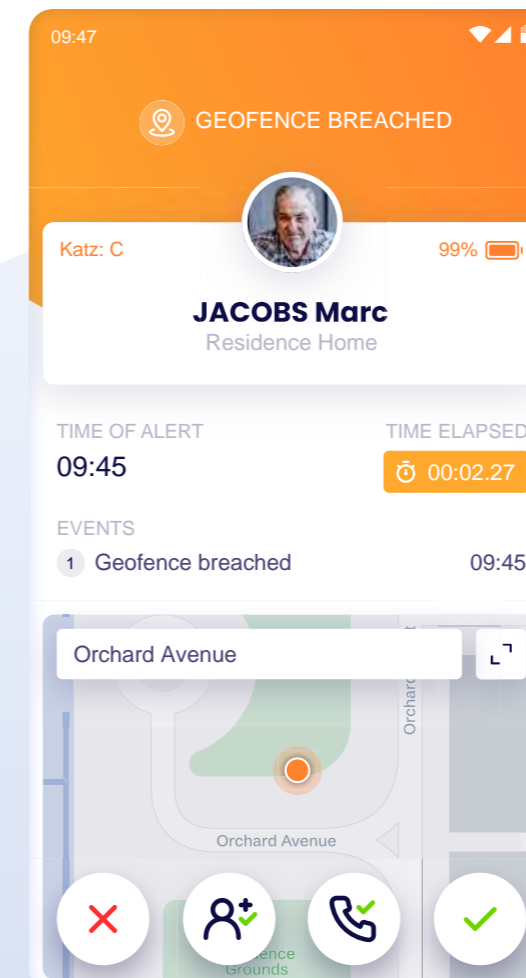 09:47
GEOFENCE BREACHED
Katz: C
99%
JACOBS Marc
Residence Home
TIME OF ALERT
TIME ELAPSED
09:45
00:02.27
EVENTS
1 Geofence breached 09:45
Orchard Avenue
Orchard Avenue
Grounds